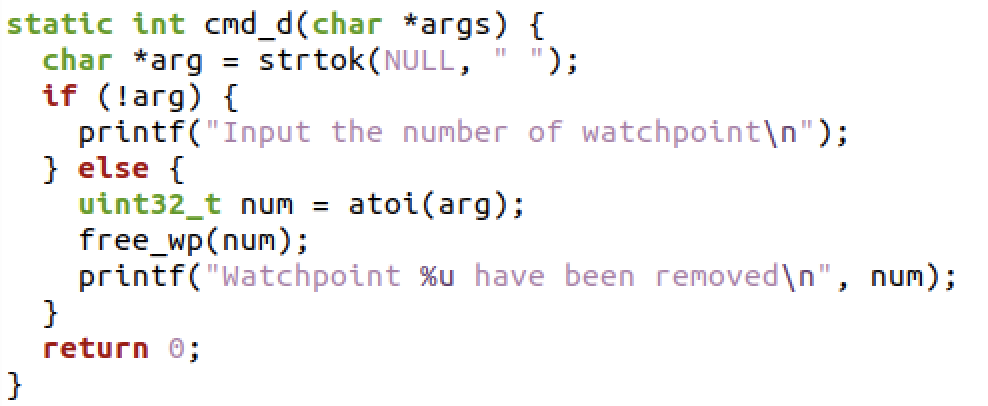 static int cmd_d(char *args) {
  char *arg = strtok(NULL, " ");
  if (!arg) {
    printf("Input the number of watchpoint\n");
  } else {
    uint32_t num = atoi(arg);
    free_wp(num);
    printf("Watchpoint %u have been removed\n", num);
  }
  return 0;
}